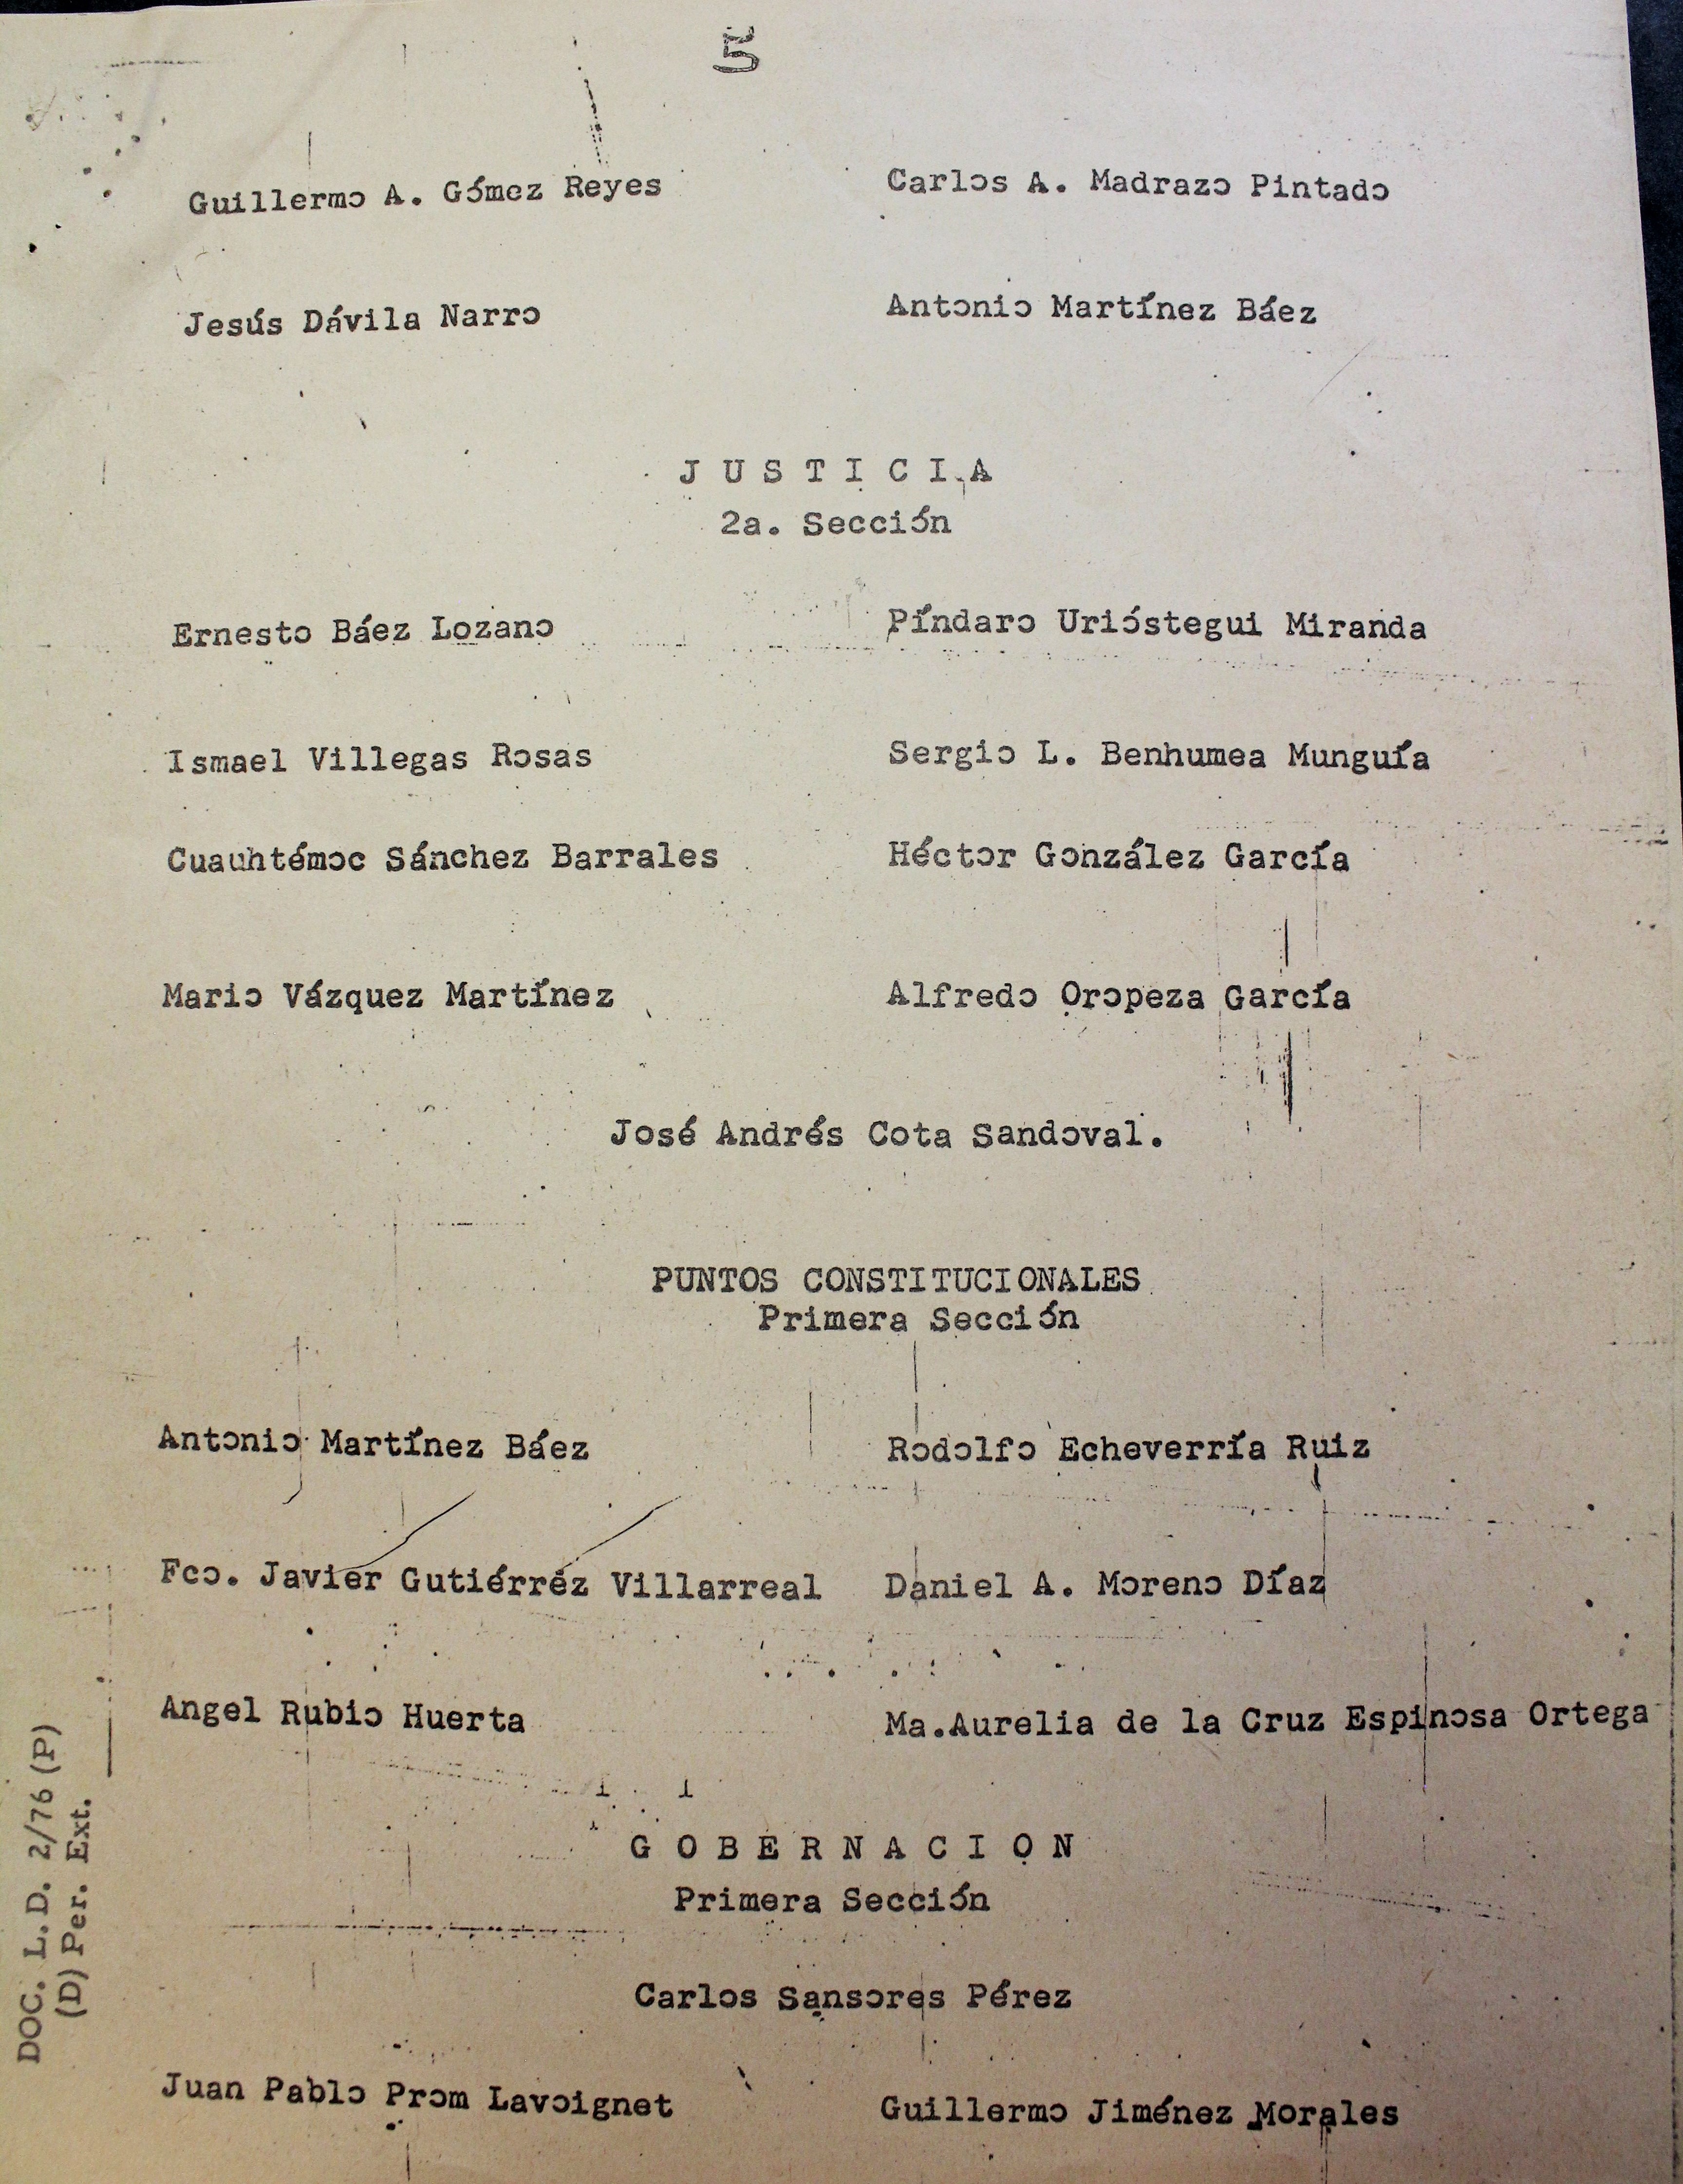 5
Guillermo A. Gómez Reyes Carlos A. Madrazo Pintado
Jesús Dávila Narro Antonio Martínez Báez
J U S T I C I A
2a. Sección
Ernesto Báez Lozano Píndaro Urióstegui Miranda
Ismael Villegas Rosas Sergio L. Benhumea Munguía
Cuauhtémoc Sánchez Barrales Héctor González García
Mario Vázquez Martínez Alfredo Oropeza García
José Andrés Cota Sandoval.
PUNTOS CONSTITUCIONALES
Primera Sección
Antonio Martínez Báez Rodolfo Echeverría Ruiz
Fco. Javier Gutiérréz Villarreal Daniel A. Moreno Díaz
Angel Rubio Huerta Ma.Aurelia de la Cruz Espinosa Ortega
G O B E R N A C I O N
Primera Sección
Carlos Sansores Pérez
Juan Pablo Prom Lavoignet Guillermo Jiménez Morales
DOC. L. D. 2/76 (P)
(D) Per. Ext.